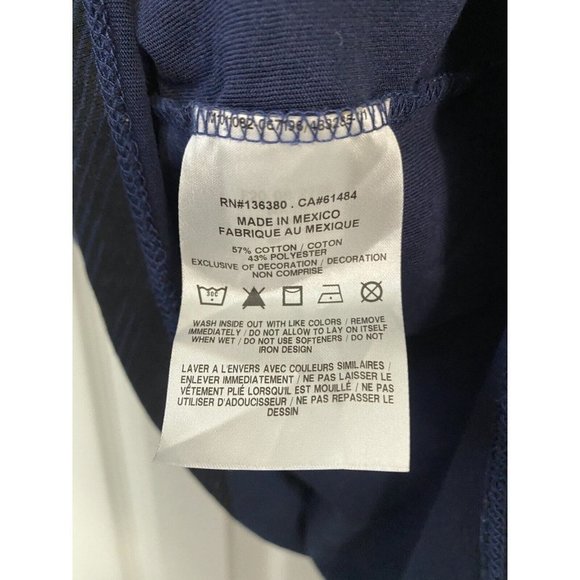 RN#136380 . CA#61484
MADE IN MEXICO
FABRIQUE AU MEXIQUE
57% COTTON / COTON
43% POLYESTER
EXCLUSIVE OF DECORATION / DECORATION
NON COMPRISE
30C
WASH INSIDE OUT WITH LIKE COLORS / REMOVE
IMMEDIATELY / DO NOT ALLOW TO LAY ON ITSELF
WHEN WET / DO NOT USE SOFTENERS / DO NOT
IRON DESIGN
LAVER A L'ENVERS AVEC COULEURS SIMILAIRES /
ENLEVER IMMEDIATEMENT / NE PAS LAISSER LE
VÊTEMENT PLIÉ LORSQU'IL EST MOUILLÉ / NE PAS
UTILISER D'ADOUCISSEUR / NE PAS REPASSER LE
DESSIN